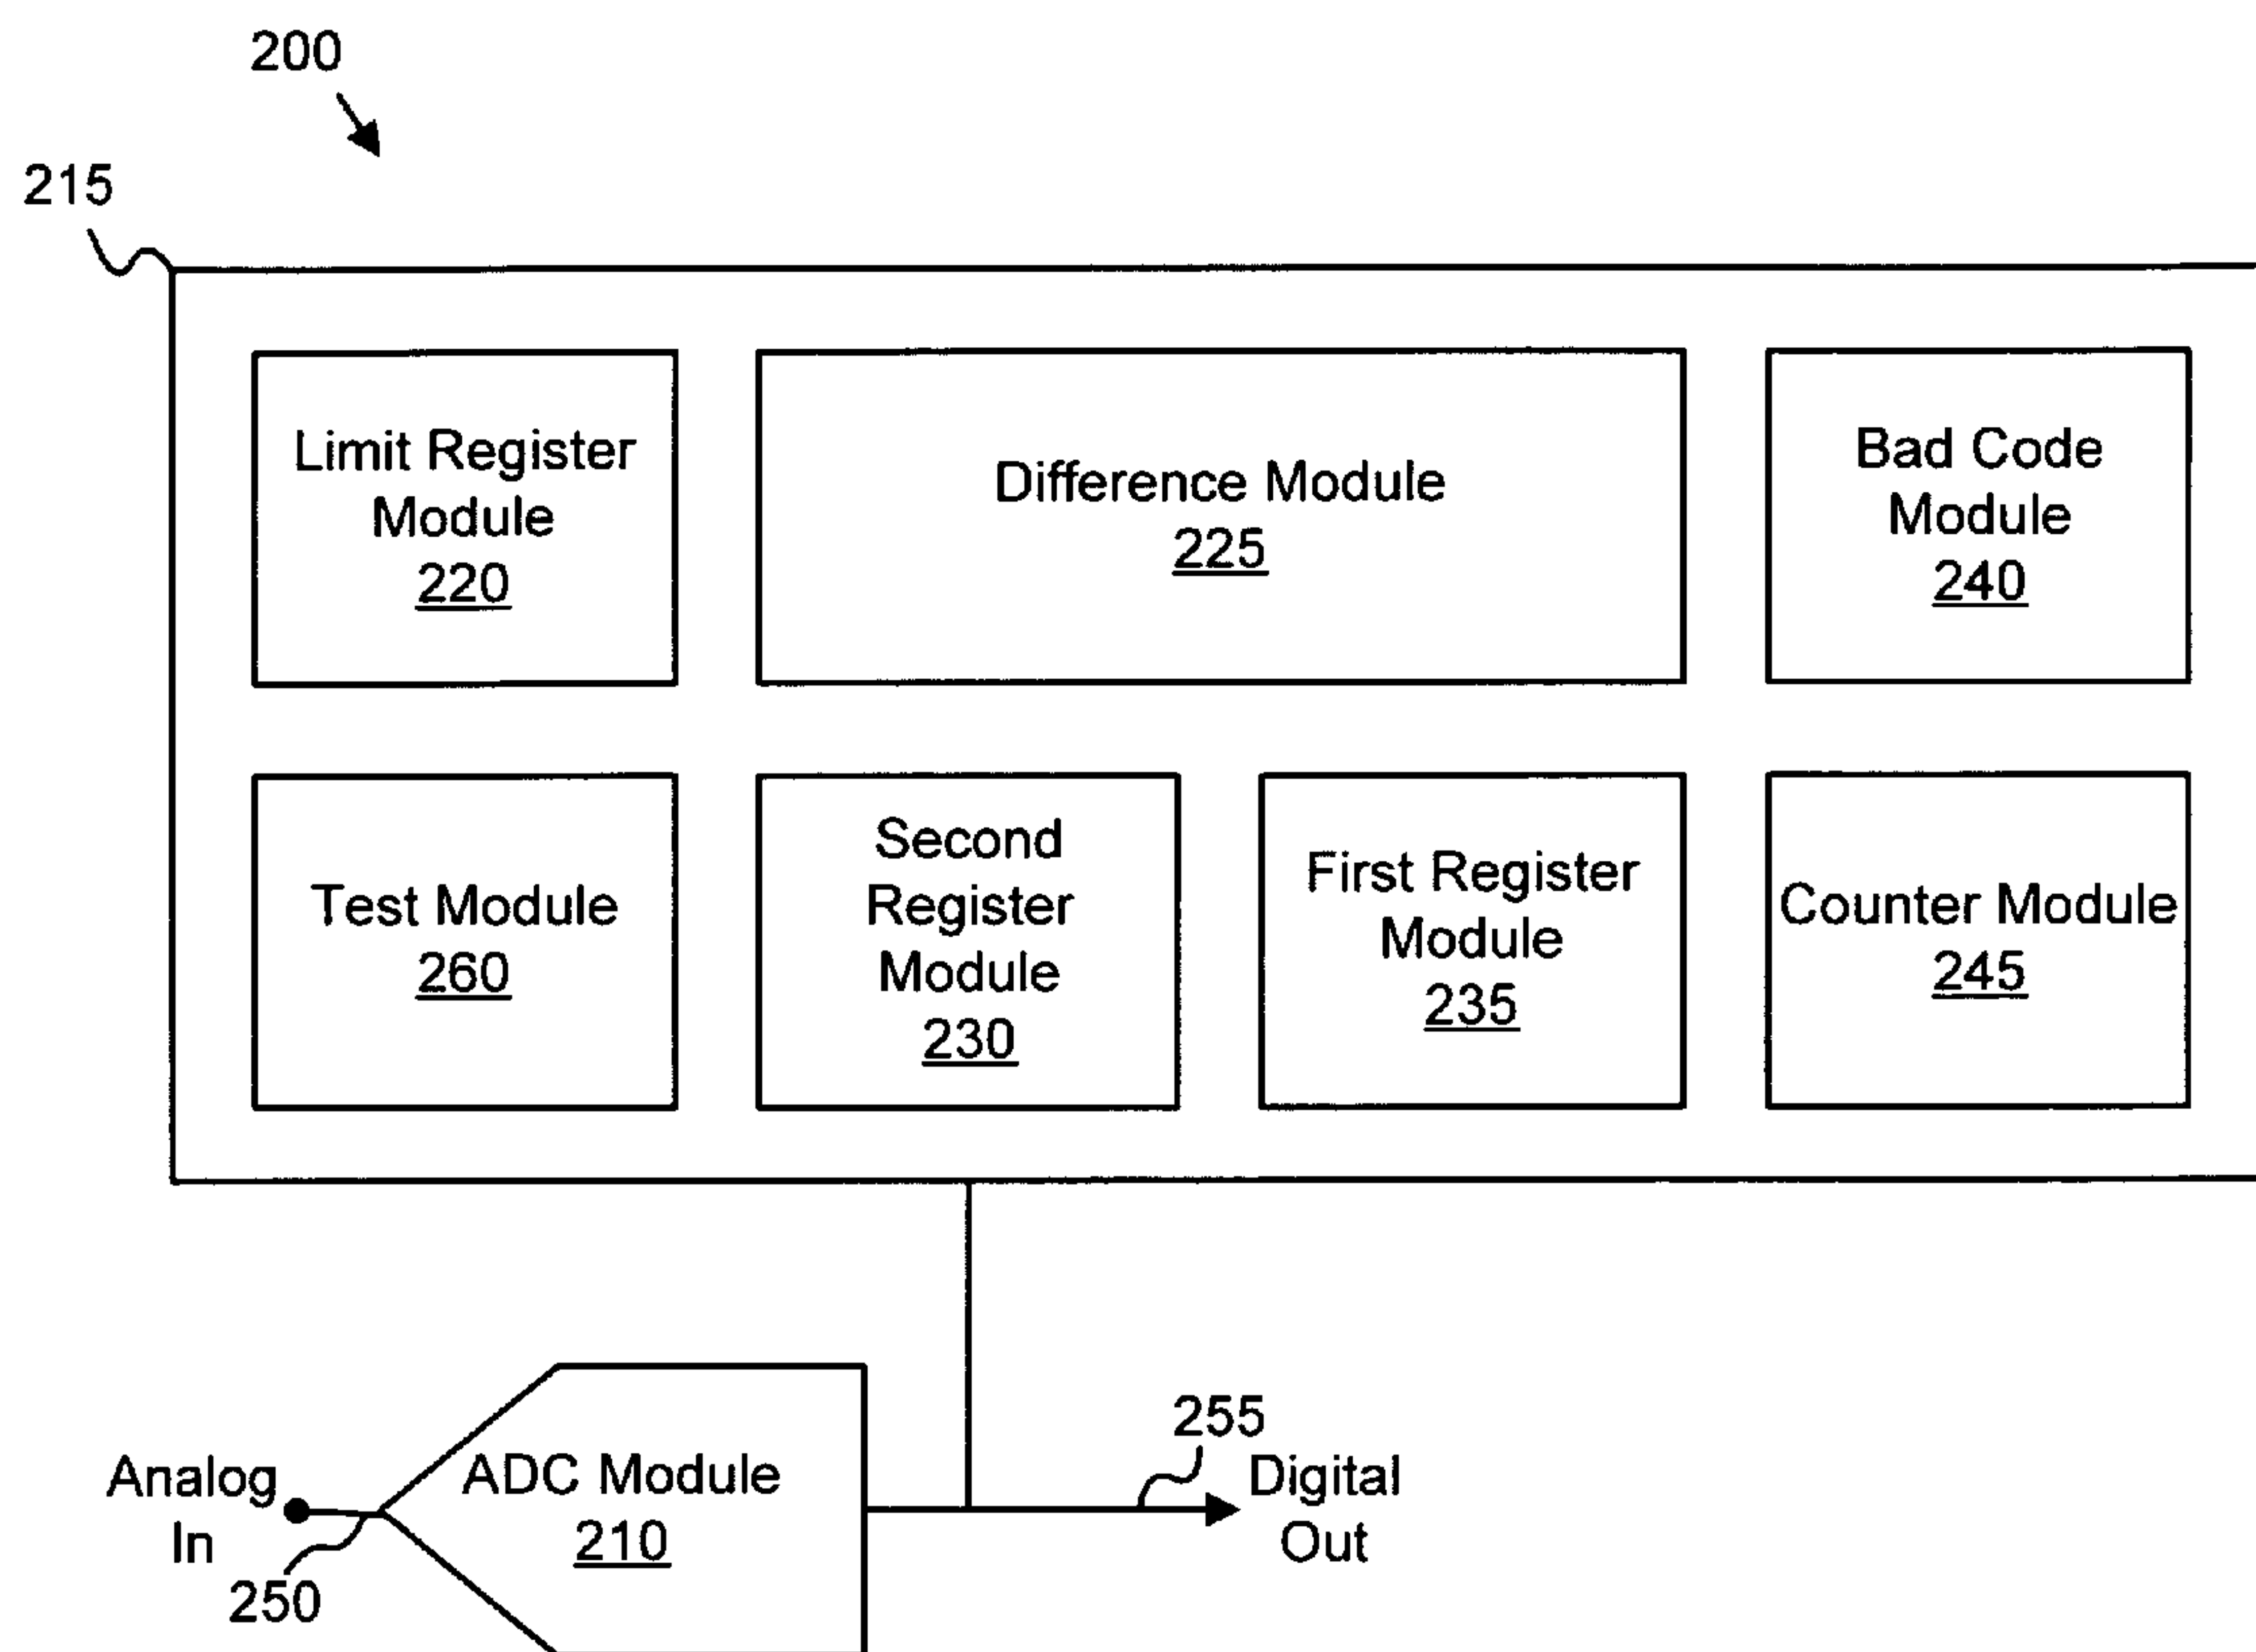 200
215
Limit Register
Module
220
Difference Module
225
Bad Code
Module
240
Test Module
260
Second
Register
Module
230
First Register
Module
235
Counter Module
245
Analog
In
250
ADC Module
210
255
Digital
Out